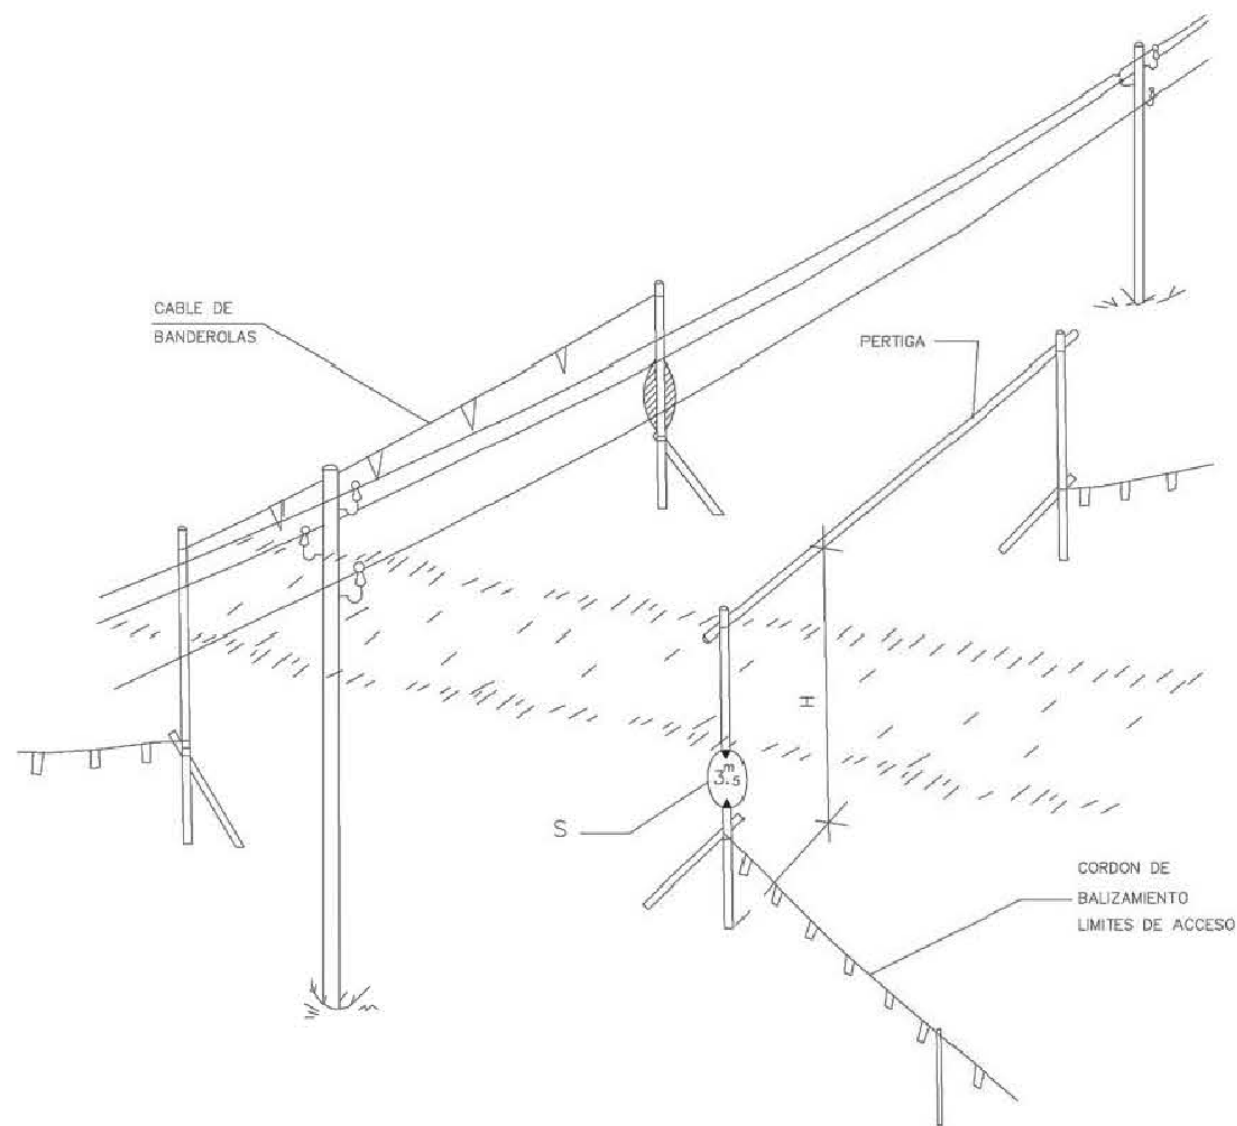 CABLE DE
BANDEROLAS
PERTIGA
H
3.5 m
S
CORDON DE
BALIZAMIENTO
LIMITES DE ACCESO